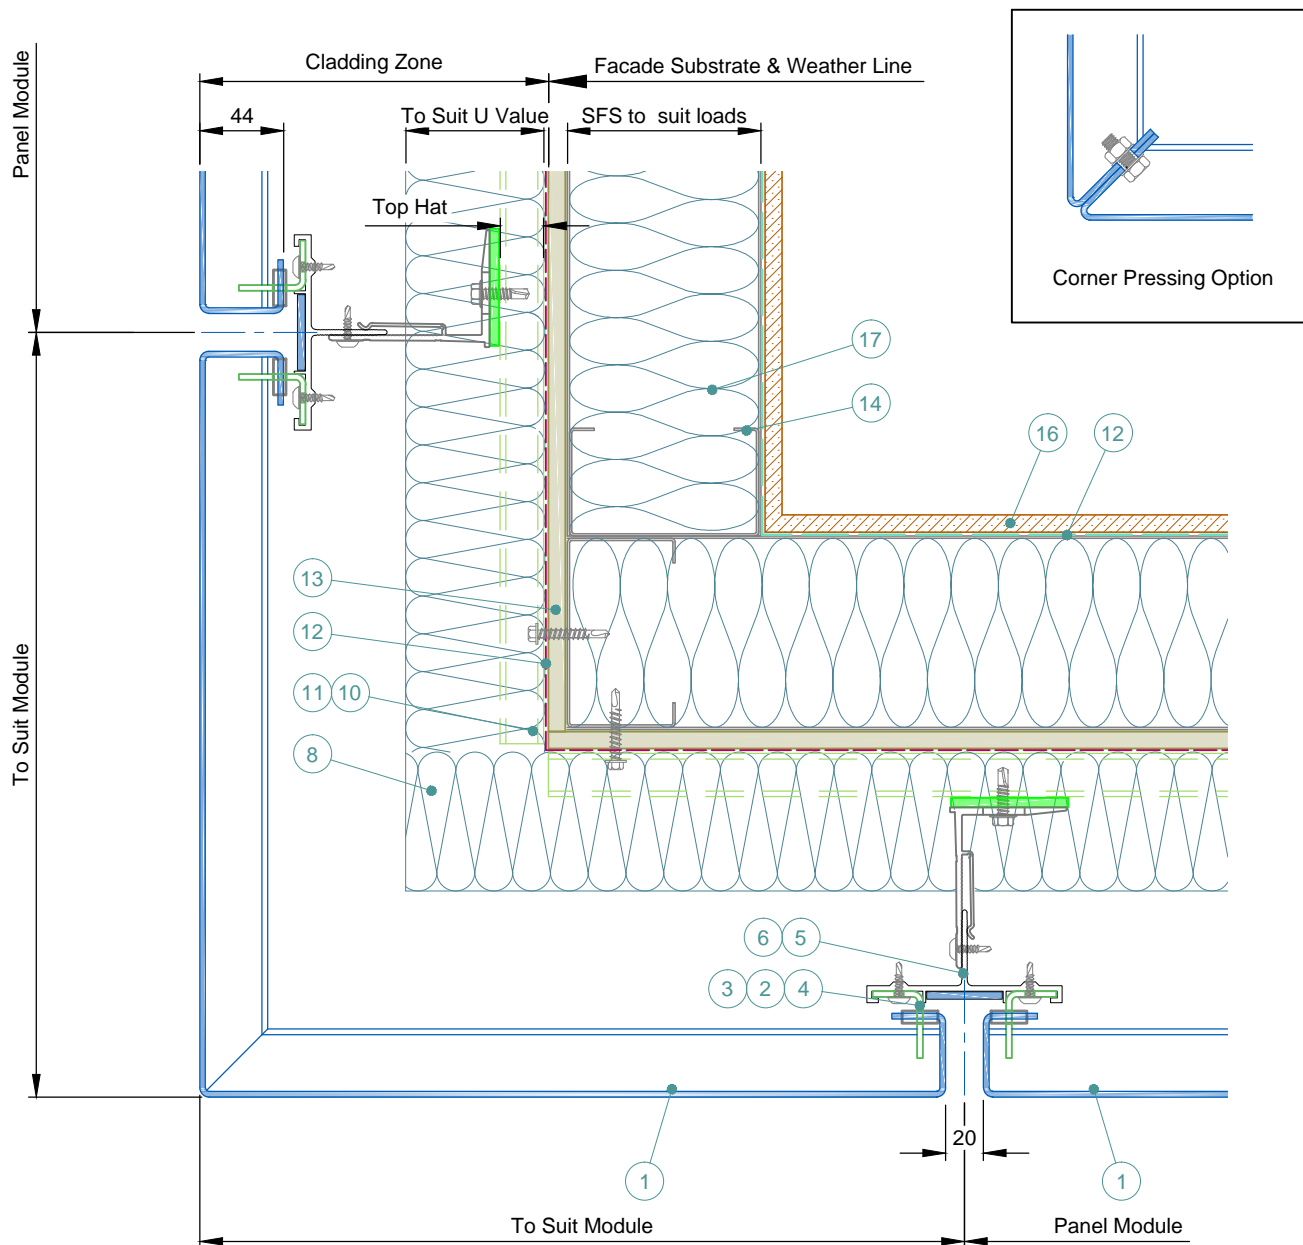 Panel Module
Cladding Zone
Facade Substrate & Weather Line
44
To Suit U Value
SFS to suit loads
Top Hat
Corner Pressing Option
17
14
16
12
13
12
11 10
8
To Suit Module
6 5
3 2 4
20
1
1
To Suit Module
Panel Module